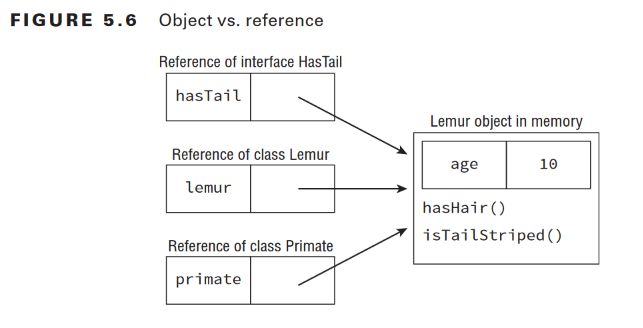 FIGURE 5.6 Object vs. reference
Reference of interface HasTail
hasTail
Reference of class Lemur
lemur
Reference of class Primate
primate
Lemur object in memory
age 10
hasHair()
isTailStriped()